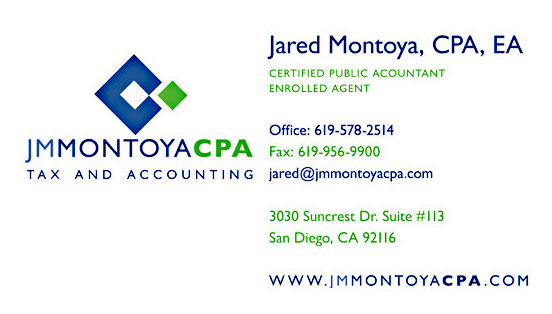 JMMONTOYACPA
TAX AND ACCOUNTING
Jared Montoya, CPA, EA
CERTIFIED PUBLIC ACOUNTANT
ENROLLED AGENT
Office: 619-578-2514
Fax: 619-956-9900
jared@jmmontoyacpa.com
3030 Suncrest Dr. Suite #113
San Diego, CA 92116
WWW.JMMONTOYACPA.COM